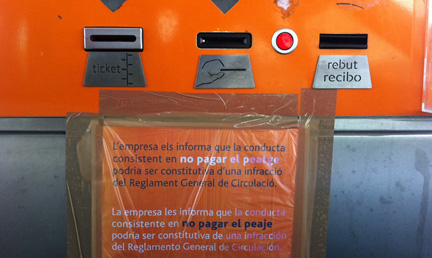 ticket
rebut
recibo
L'empresa els informa que la conducta
consistent en no pagar el peatge
podria ser constitutiva d'una infracció
del Reglament General de Circulació.
La empresa les informa que la conducta
consistente en no pagar el peaje
podría ser constitutiva de una infracción
del Reglamento General de Circulación.